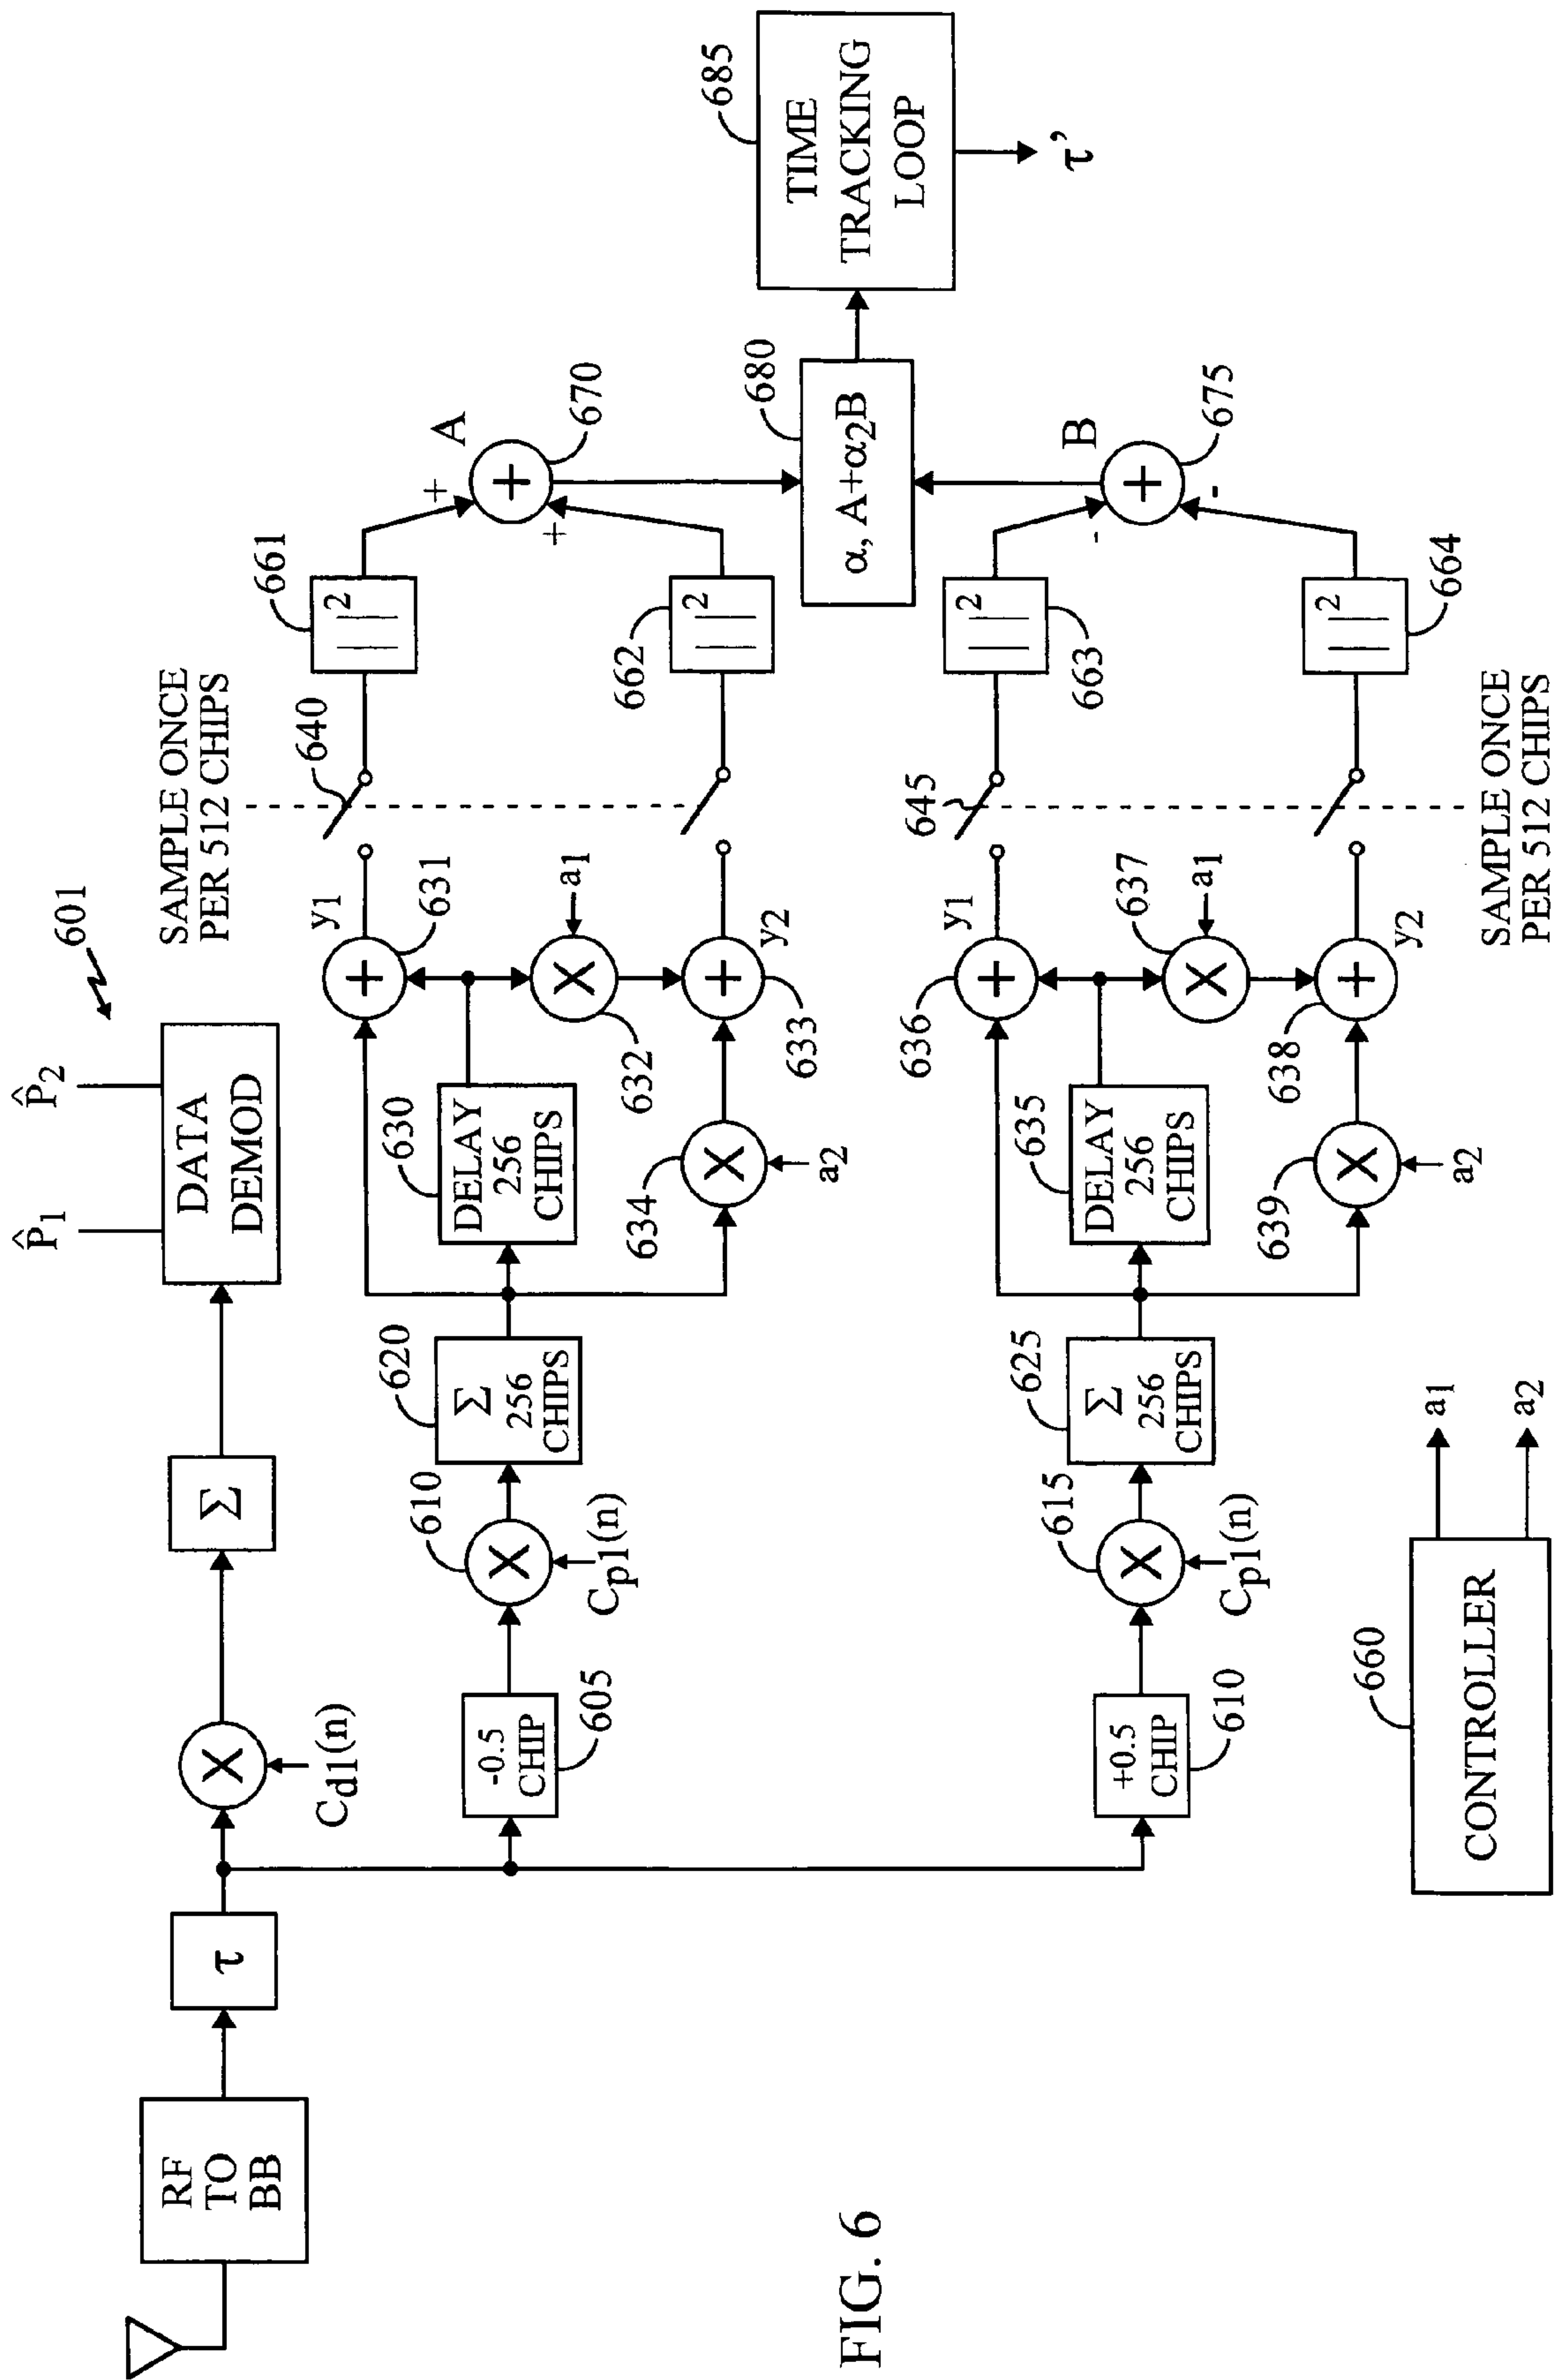 601
P̂1
P̂2
RF
TO
BB
τ
X
Cd1(n)
Σ
DATA
DEMOD
SAMPLE ONCE
PER 512 CHIPS
-0.5
CHIP
605
610
X
Cp1(n)
620
Σ
256
CHIPS
630
DELAY
256
CHIPS
+
631
y1
X
632
a1
634
X
a2
+
633
y2
640
661
| |2
662
| |2
+
+
+
A
670
680
α, A+α2B
685
TIME
TRACKING
LOOP
τ'
+0.5
CHIP
610
615
X
Cp1(n)
625
Σ
256
CHIPS
635
DELAY
256
CHIPS
636
+
y1
X
637
a1
639
X
a2
638
+
y2
645
| |2
663
| |2
664
-
-
+
B
675
SAMPLE ONCE
PER 512 CHIPS
660
CONTROLLER
a1
a2
FIG. 6